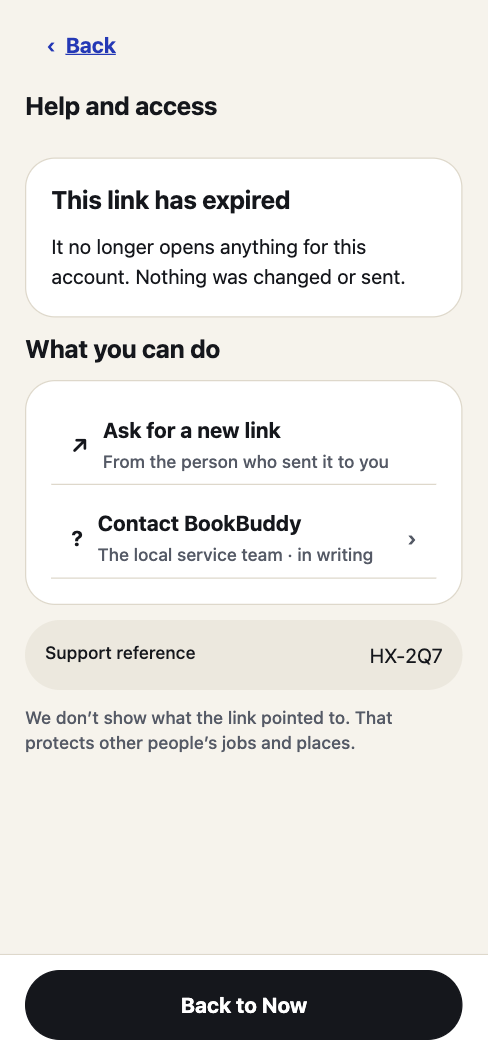 ‹ Back
Help and access
This link has expired
It no longer opens anything for this
account. Nothing was changed or sent.
What you can do
↗ Ask for a new link
From the person who sent it to you
? Contact BookBuddy ›
The local service team · in writing
Support reference HX-2Q7
We don’t show what the link pointed to. That
protects other people’s jobs and places.
Back to Now